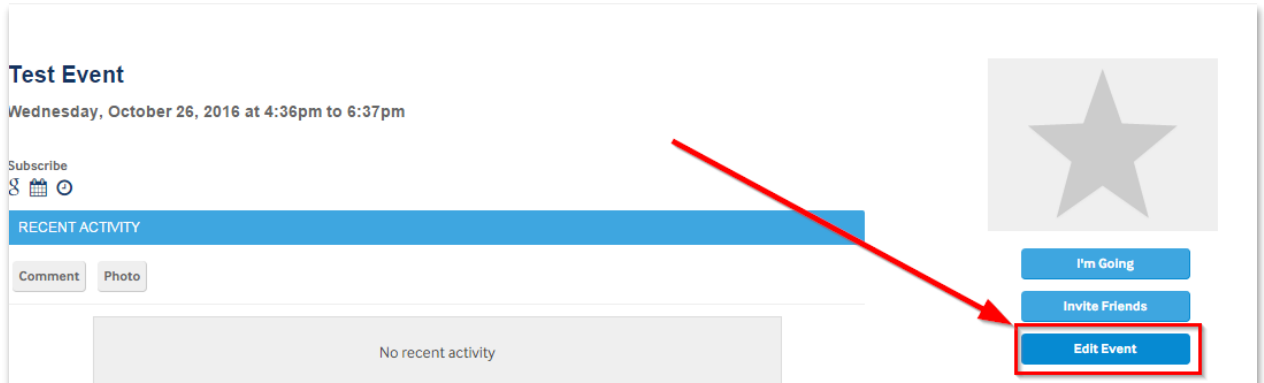 Test Event
Wednesday, October 26, 2016 at 4:36pm to 6:37pm
Subscribe
RECENT ACTIVITY
Comment Photo
No recent activity
I'm Going
Invite Friends
Edit Event